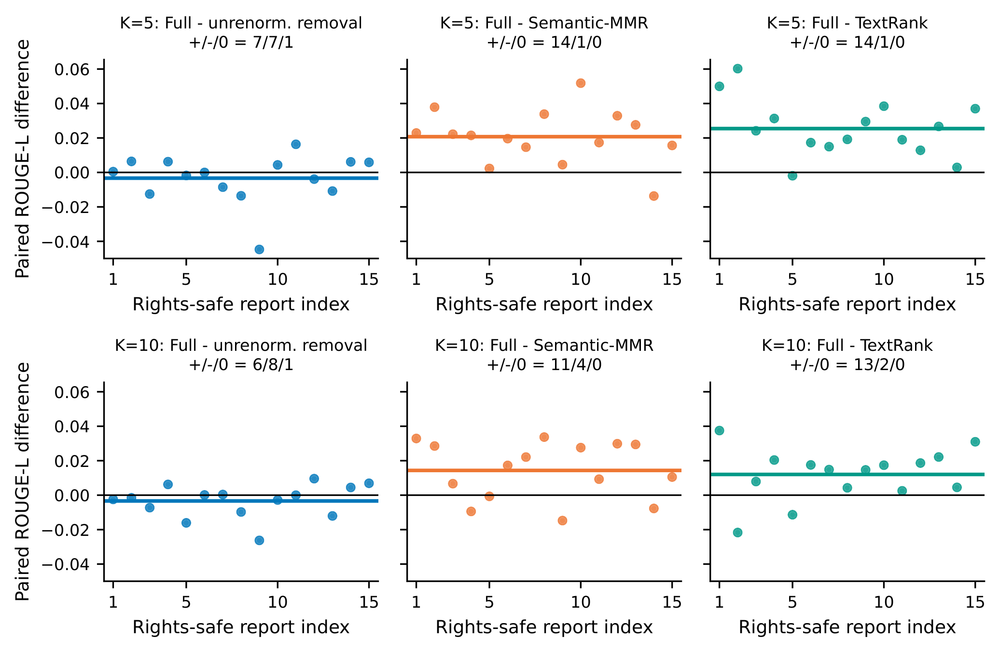 K=5: Full - unrenorm. removal
+/-/0 = 7/7/1
K=5: Full - Semantic-MMR
+/-/0 = 14/1/0
K=5: Full - TextRank
+/-/0 = 14/1/0
Paired ROUGE-L difference
0.06
0.04
0.02
0.00
−0.02
−0.04
1 5 10 15
1 5 10 15
1 5 10 15
Rights-safe report index
Rights-safe report index
Rights-safe report index
K=10: Full - unrenorm. removal
+/-/0 = 6/8/1
K=10: Full - Semantic-MMR
+/-/0 = 11/4/0
K=10: Full - TextRank
+/-/0 = 13/2/0
Paired ROUGE-L difference
0.06
0.04
0.02
0.00
−0.02
−0.04
1 5 10 15
1 5 10 15
1 5 10 15
Rights-safe report index
Rights-safe report index
Rights-safe report index